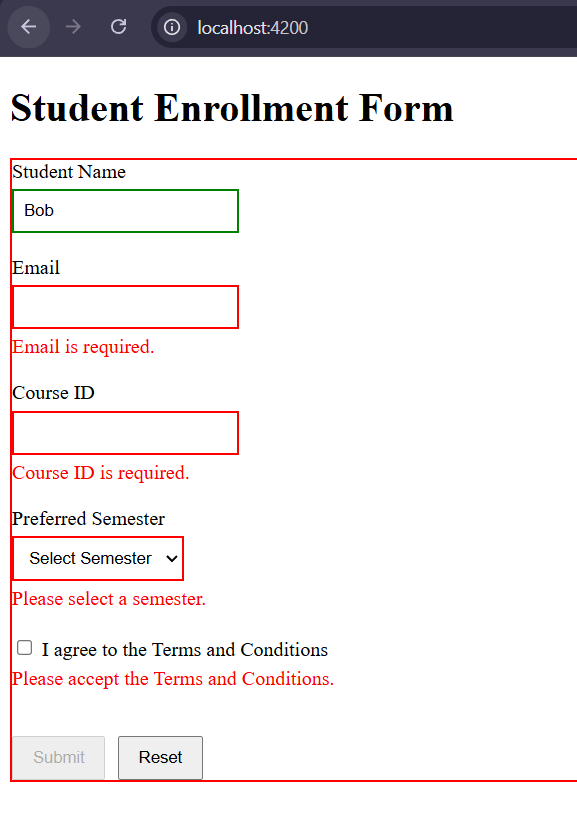 localhost:4200
Student Enrollment Form
Student Name
Bob
Email
Email is required.
Course ID
Course ID is required.
Preferred Semester
Select Semester
Please select a semester.
I agree to the Terms and Conditions
Please accept the Terms and Conditions.
Submit Reset